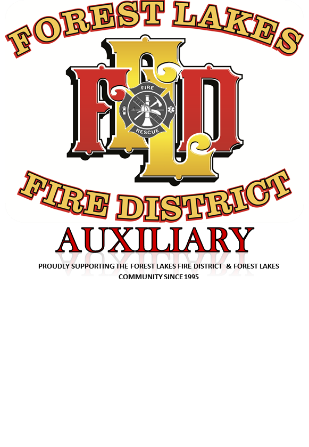 FOREST LAKES
FLFD
FIRE
RESCUE
FIRE DISTRICT
AUXILIARY
PROUDLY SUPPORTING THE FOREST LAKES FIRE DISTRICT & FOREST LAKES
COMMUNITY SINCE 1995